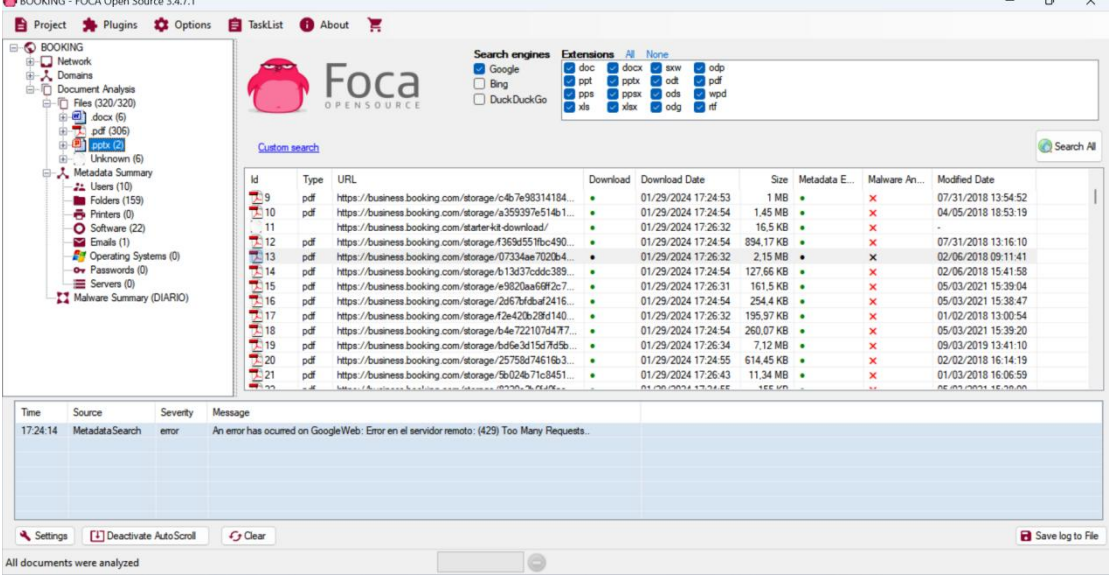 BOOKING - FOCA Open Source 3.4.7.1
Project Plugins Options TaskList About
BOOKING
Network
Domains
Document Analysis
Files (320/320)
.docx (6)
.pdf (306)
.pptx (2)
Unknown (6)
Metadata Summary
Users (10)
Folders (159)
Printers (0)
Software (22)
Emails (1)
Operating Systems (0)
Passwords (0)
Servers (0)
Malware Summary (DIARIO)
Foca
OPENSOURCE
Search engines
Google
Bing
DuckDuckGo
Extensions All None
doc docx sxw odp
ppt pptx odt pdf
pps ppsx ods wpd
xls xlsx odg rtf
Custom search
Search All
Id Type URL Download Download Date Size Metadata E... Malware An... Modified Date
9 pdf https://business.booking.com/storage/c4b7e98314184... 01/29/2024 17:24:53 1 MB 07/31/2018 13:54:52
10 pdf https://business.booking.com/storage/a359397e514b1... 01/29/2024 17:24:54 1,45 MB 04/05/2018 18:53:19
11 https://business.booking.com/starter-kit-download/ 01/29/2024 17:26:32 16,5 KB -
12 pdf https://business.booking.com/storage/f369d551fbc490... 01/29/2024 17:24:54 894,17 KB 07/31/2018 13:16:10
13 pdf https://business.booking.com/storage/07334ae7020b4... 01/29/2024 17:26:32 2,15 MB 02/06/2018 09:11:41
14 pdf https://business.booking.com/storage/b13d37cddc389... 01/29/2024 17:24:54 127,66 KB 02/06/2018 15:41:58
15 pdf https://business.booking.com/storage/e9820aa66ff2c7... 01/29/2024 17:26:31 161,5 KB 05/03/2021 15:39:04
16 pdf https://business.booking.com/storage/2d67bfdbaf2416... 01/29/2024 17:24:54 254,4 KB 05/03/2021 15:38:47
17 pdf https://business.booking.com/storage/f2e420b28fd140... 01/29/2024 17:26:32 195,97 KB 01/02/2018 13:00:54
18 pdf https://business.booking.com/storage/b4e722107d47f7... 01/29/2024 17:24:54 260,07 KB 05/03/2021 15:39:20
19 pdf https://business.booking.com/storage/bd6e3d15d7fd5b... 01/29/2024 17:26:34 7,12 MB 09/03/2019 13:41:10
20 pdf https://business.booking.com/storage/25758d74616b3... 01/29/2024 17:24:55 614,45 KB 02/02/2018 16:14:19
21 pdf https://business.booking.com/storage/5b024b71c8451... 01/29/2024 17:26:43 11,34 MB 01/03/2018 16:06:59
Time Source Severity Message
17:24:14 MetadataSearch error An error has ocurred on GoogleWeb: Error en el servidor remoto: (429) Too Many Requests..
Settings Deactivate AutoScroll Clear Save log to File
All documents were analyzed